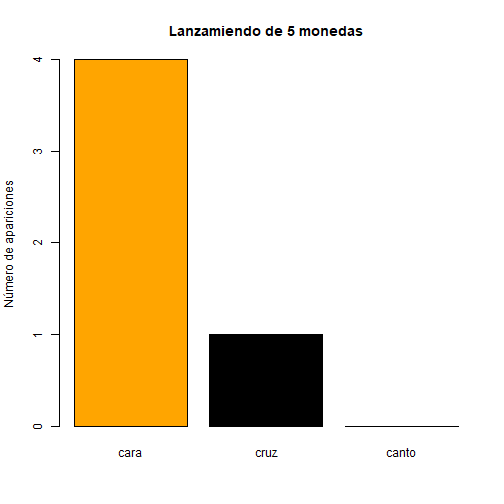 Lanzamiendo de 5 monedas
Número de apariciones
4
3
2
1
0
cara
cruz
canto